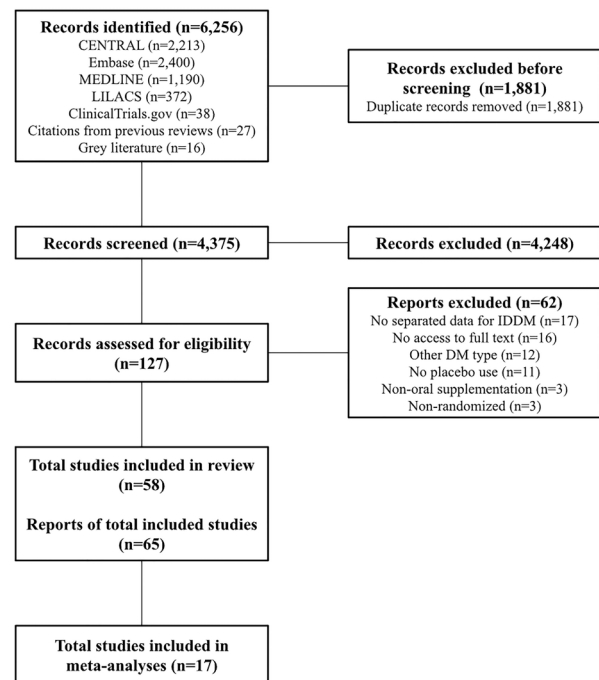 Records identified (n=6,256)
CENTRAL (n=2,213)
Embase (n=2,400)
MEDLINE (n=1,190)
LILACS (n=372)
ClinicalTrials.gov (n=38)
Citations from previous reviews (n=27)
Grey literature (n=16)
Records excluded before
screening (n=1,881)
Duplicate records removed (n=1,881)
Records screened (n=4,375)
Records excluded (n=4,248)
Records assessed for eligibility
(n=127)
Reports excluded (n=62)
No separated data for IDDM (n=17)
No access to full text (n=16)
Other DM type (n=12)
No placebo use (n=11)
Non-oral supplementation (n=3)
Non-randomized (n=3)
Total studies included in review
(n=58)
Reports of total included studies
(n=65)
Total studies included in
meta-analyses (n=17)